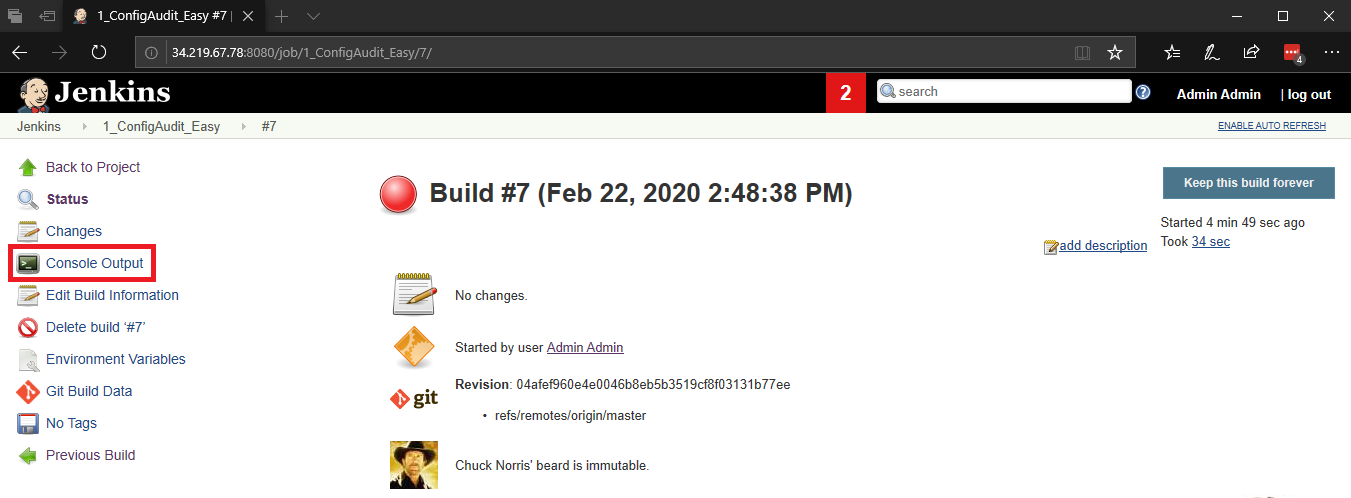 1_ConfigAudit_Easy #7 |
34.219.67.78:8080/job/1_ConfigAudit_Easy/7/
4
Jenkins
2
search
Admin Admin
| log out
Jenkins
1_ConfigAudit_Easy
#7
ENABLE AUTO REFRESH
Back to Project
Status
Changes
Console Output
Edit Build Information
Delete build ‘#7’
Environment Variables
Git Build Data
No Tags
Previous Build
Build #7 (Feb 22, 2020 2:48:38 PM)
Keep this build forever
Started 4 min 49 sec ago
Took 34 sec
add description
No changes.
Started by user Admin Admin
Revision: 04afef960e4e0046b8eb5b3519cf8f03131b77ee
git
• refs/remotes/origin/master
Chuck Norris' beard is immutable.